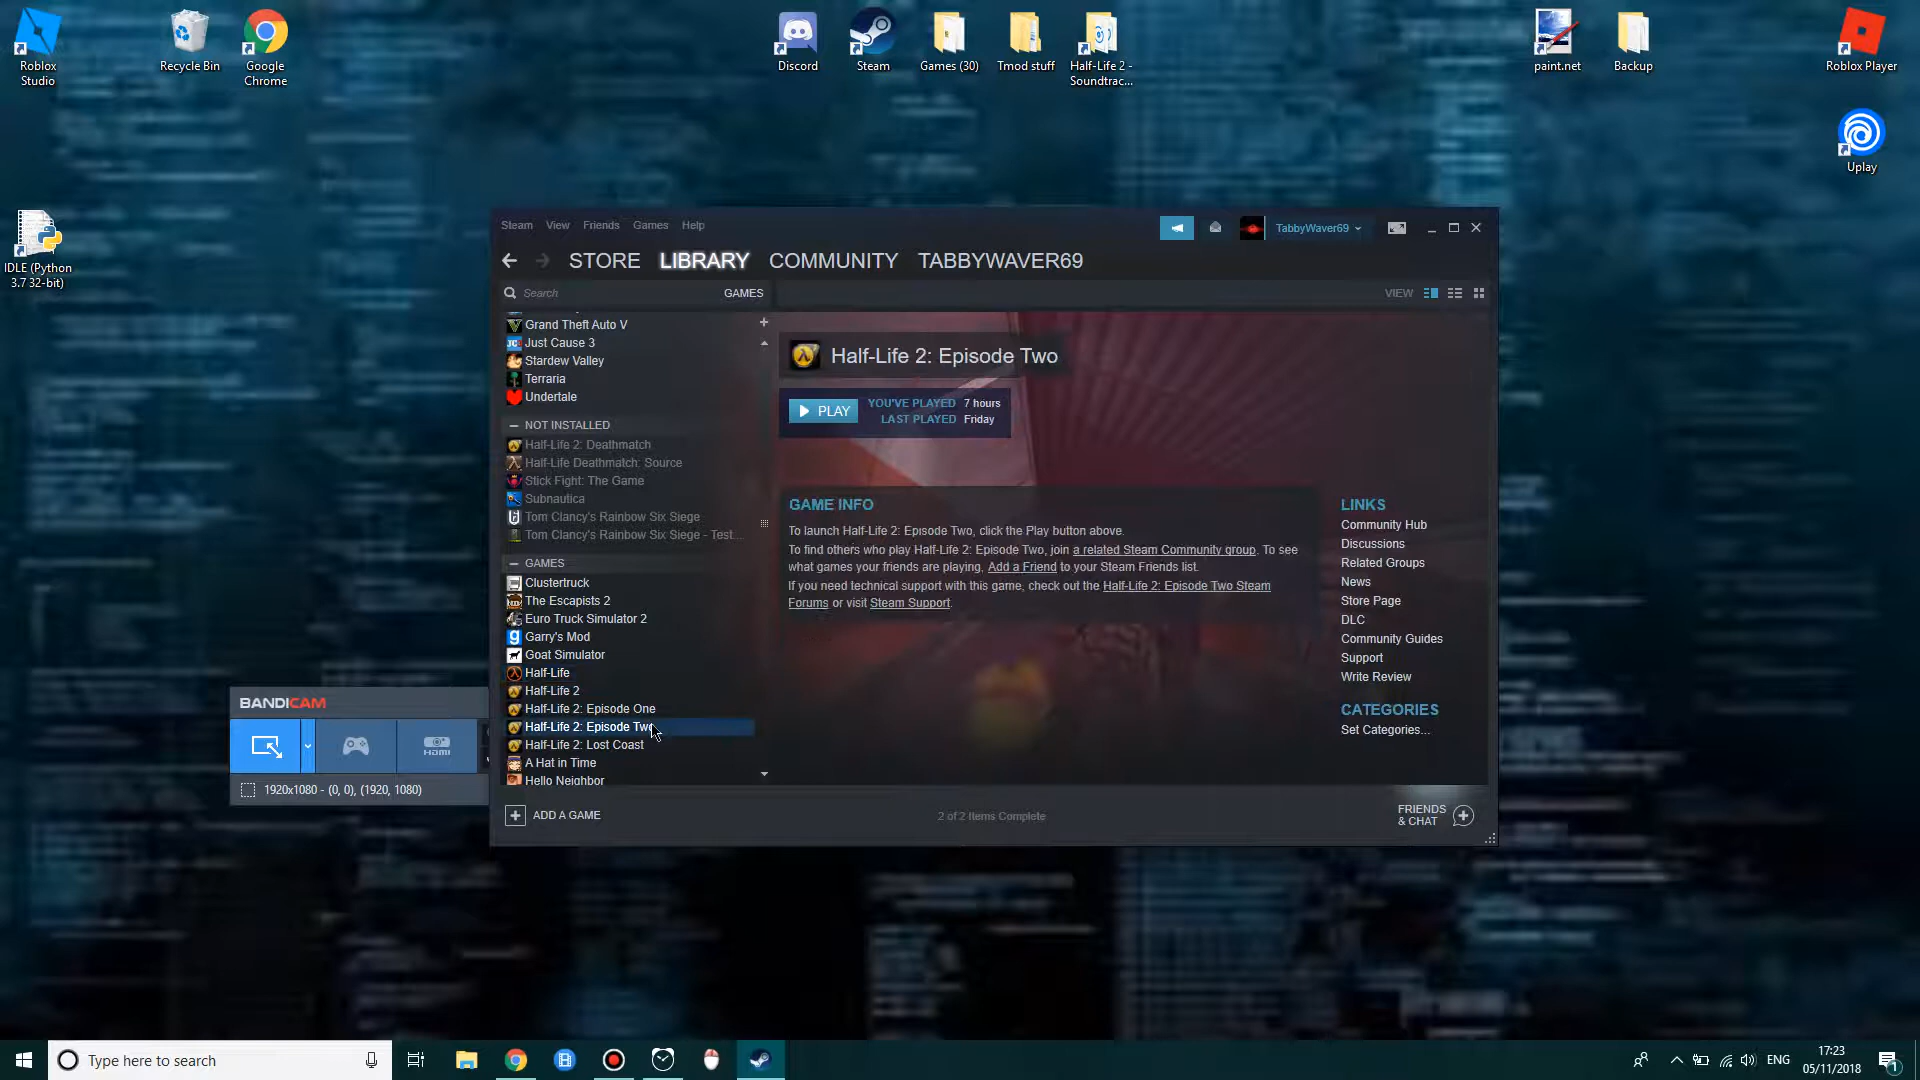 Roblox
Studio
Recycle Bin
Google
Chrome
Discord
Steam
Games (30)
Tmod stuff
Half-Life 2 -
Soundtrac...
paint.net
Backup
Roblox Player
Uplay
IDLE (Python
3.7 32-bit)
Steam View Friends Games Help
TabbyWaver69
STORE LIBRARY COMMUNITY TABBYWAVER69
Search GAMES
VIEW
Grand Theft Auto V
Just Cause 3
Stardew Valley
Terraria
Undertale
NOT INSTALLED
Half-Life 2: Deathmatch
Half-Life Deathmatch: Source
Stick Fight: The Game
Subnautica
Tom Clancy's Rainbow Six Siege
Tom Clancy's Rainbow Six Siege - Test...
GAMES
Clustertruck
The Escapists 2
Euro Truck Simulator 2
Garry's Mod
Goat Simulator
Half-Life
Half-Life 2
Half-Life 2: Episode One
Half-Life 2: Episode Two
Half-Life 2: Lost Coast
A Hat in Time
Hello Neighbor
Half-Life 2: Episode Two
PLAY
YOU'VE PLAYED 7 hours
LAST PLAYED Friday
GAME INFO
To launch Half-Life 2: Episode Two, click the Play button above.
To find others who play Half-Life 2: Episode Two, join a related Steam Community group. To see
what games your friends are playing, Add a Friend to your Steam Friends list.
If you need technical support with this game, check out the Half-Life 2: Episode Two Steam
Forums or visit Steam Support.
LINKS
Community Hub
Discussions
Related Groups
News
Store Page
DLC
Community Guides
Support
Write Review
CATEGORIES
Set Categories...
BANDICAM
HDMI
1920x1080 - (0, 0), (1920, 1080)
ADD A GAME
2 of 2 Items Complete
FRIENDS
& CHAT
Type here to search
ENG
17:23
05/11/2018
1